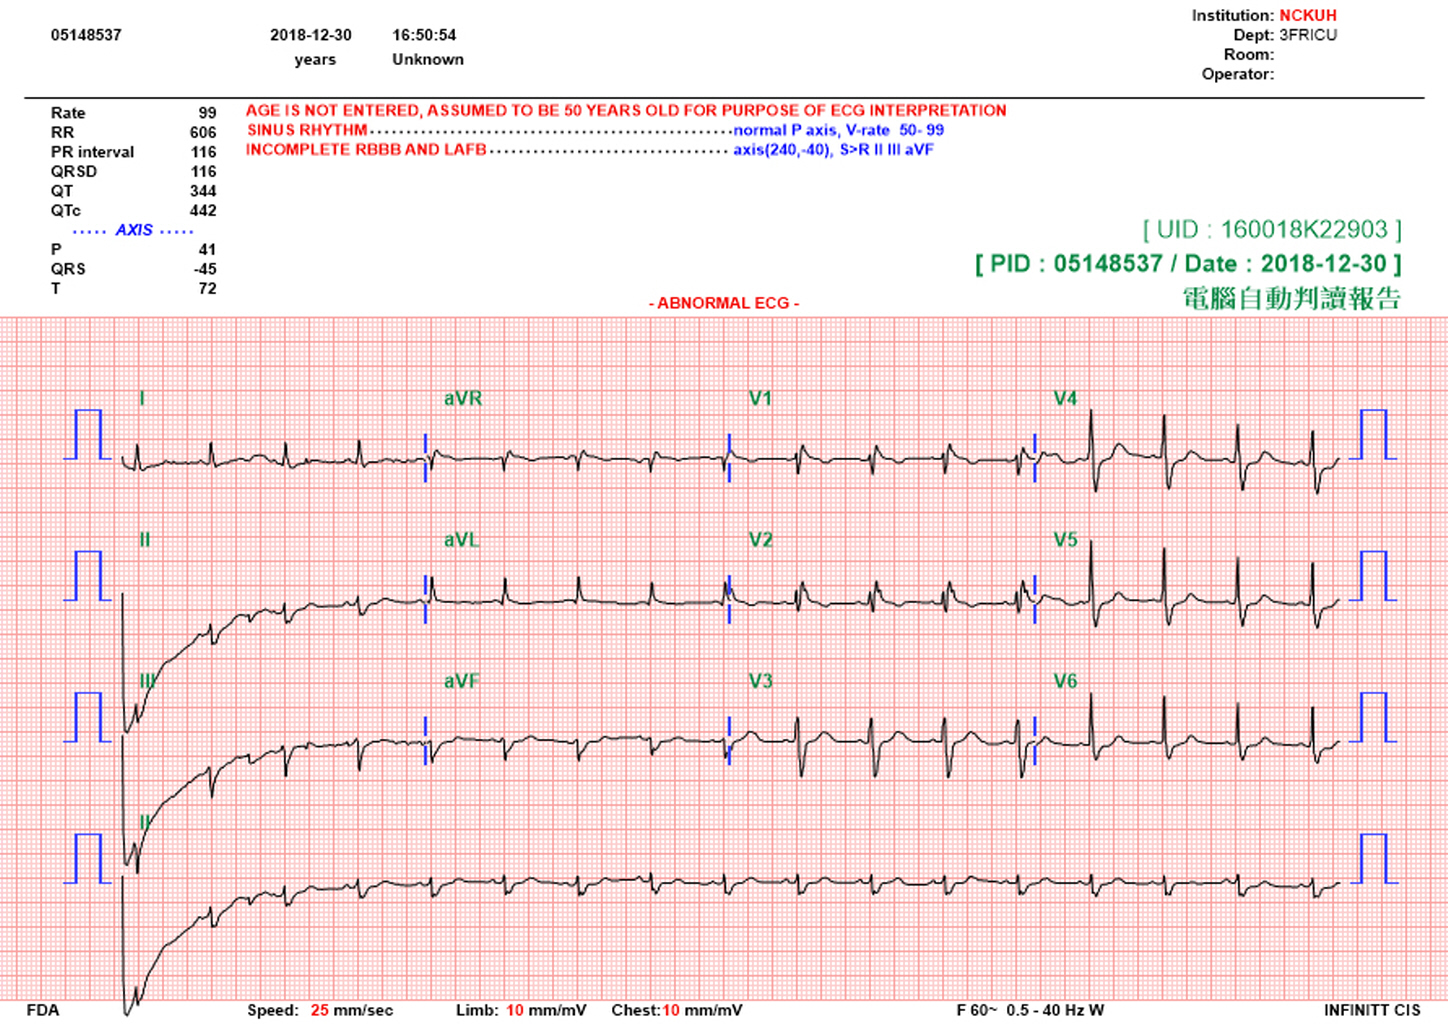 Institution: NCKUH
05148537 2018-12-30 16:50:54 Dept: 3FRICU
years Unknown Room:
Operator:
Rate 99 AGE IS NOT ENTERED, ASSUMED TO BE 50 YEARS OLD FOR PURPOSE OF ECG INTERPRETATION
RR 606 SINUS RHYTHM normal P axis, V-rate 50- 99
PR interval 116 INCOMPLETE RBBB AND LAFB axis(240,-40), S>R II III aVF
QRSD 116
QT 344
QTc 442
..... AXIS .....
P 41
QRS -45
T 72
[ UID : 160018K22903 ]
[ PID : 05148537 / Date : 2018-12-30 ]
電腦自動判讀報告
- ABNORMAL ECG -
I aVR V1 V4
II aVL V2 V5
III aVF V3 V6
II
FDA Speed: 25 mm/sec Limb: 10 mm/mV Chest:10 mm/mV F 60~ 0.5 - 40 Hz W INFINITT CIS